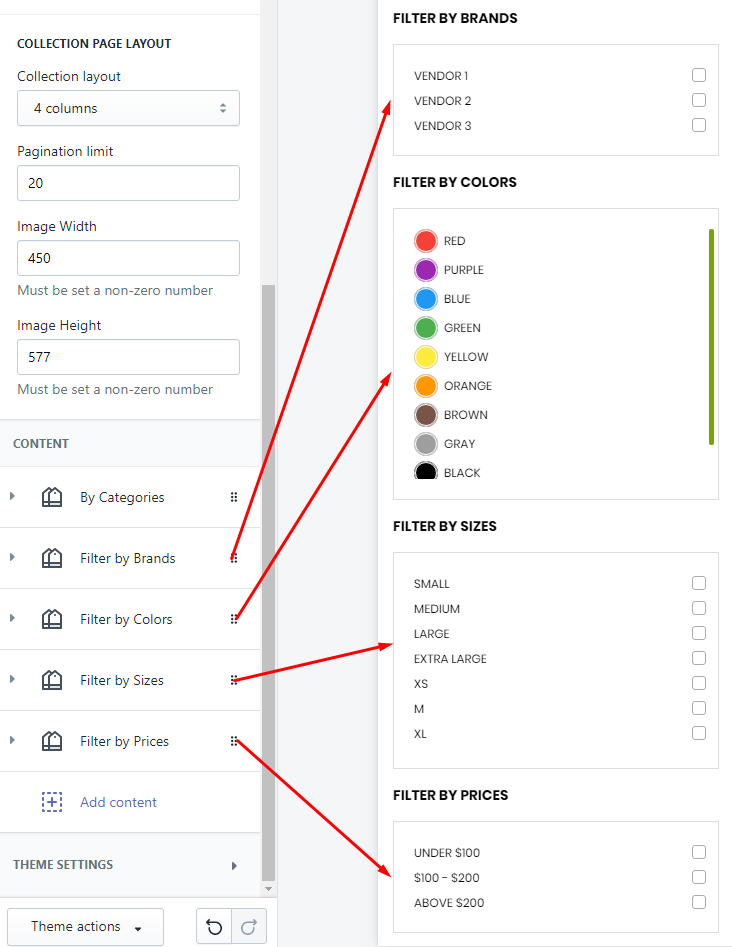 COLLECTION PAGE LAYOUT
Collection layout
4 columns
Pagination limit
20
Image Width
450
Must be set a non-zero number
Image Height
577
Must be set a non-zero number
CONTENT
By Categories
Filter by Brands
Filter by Colors
Filter by Sizes
Filter by Prices
Add content
THEME SETTINGS
Theme actions
FILTER BY BRANDS
VENDOR 1
VENDOR 2
VENDOR 3
FILTER BY COLORS
RED
PURPLE
BLUE
GREEN
YELLOW
ORANGE
BROWN
GRAY
BLACK
FILTER BY SIZES
SMALL
MEDIUM
LARGE
EXTRA LARGE
XS
M
XL
FILTER BY PRICES
UNDER $100
$100 - $200
ABOVE $200